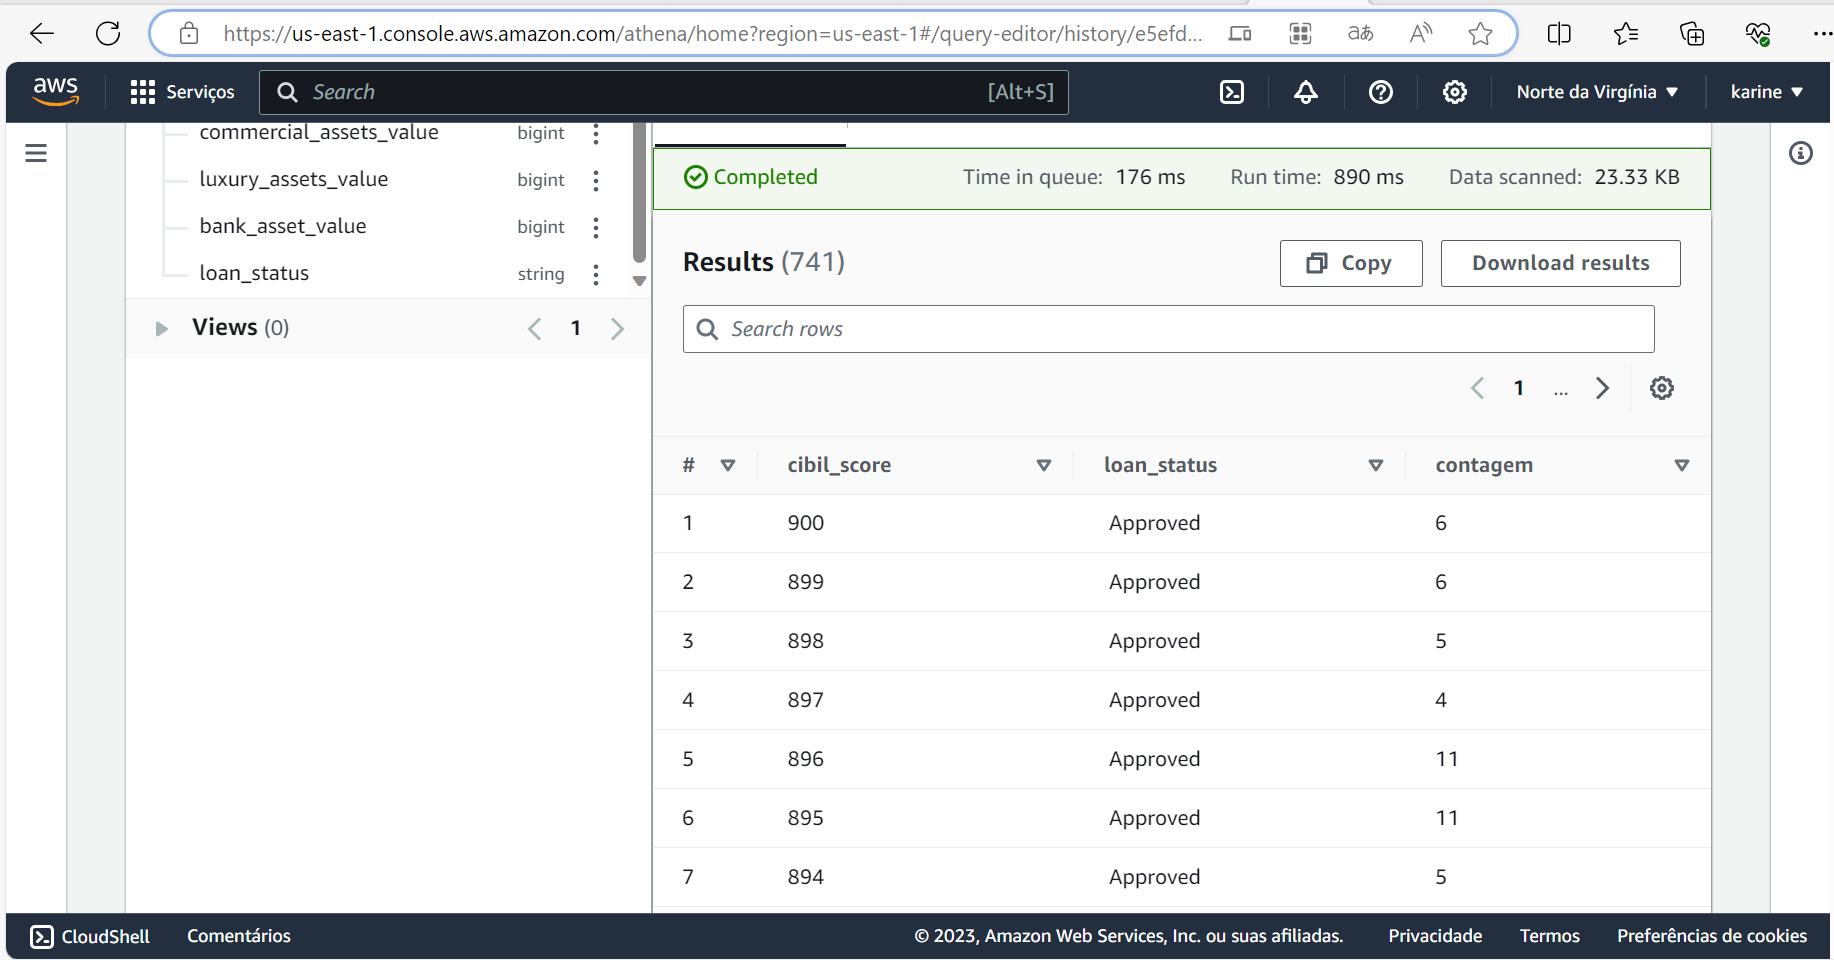 https://us-east-1.console.aws.amazon.com/athena/home?region=us-east-1#/query-editor/history/e5efd...
aws
Serviços
Search
[Alt+S]
Norte da Virgínia
karine
commercial_assets_value bigint
luxury_assets_value bigint
bank_asset_value bigint
loan_status string
Views (0)
1
Completed
Time in queue: 176 ms Run time: 890 ms Data scanned: 23.33 KB
Results (741)
Copy
Download results
Search rows
1 ...
# cibil_score loan_status contagem
1 900 Approved 6
2 899 Approved 6
3 898 Approved 5
4 897 Approved 4
5 896 Approved 11
6 895 Approved 11
7 894 Approved 5
CloudShell Comentários © 2023, Amazon Web Services, Inc. ou suas afiliadas. Privacidade Termos Preferências de cookies